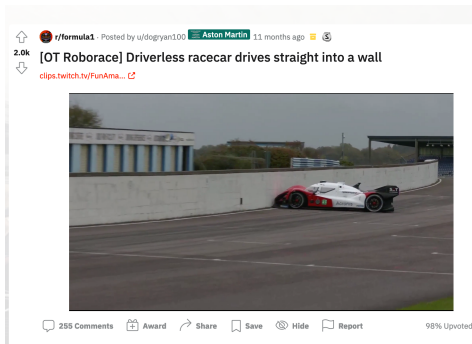 r/formula1 · Posted by u/dogryan100 Aston Martin 11 months ago
2.0k
[OT Roborace] Driverless racecar drives straight into a wall
clips.twitch.tv/FunAma...
255 Comments Award Share Save Hide Report 98% Upvoted